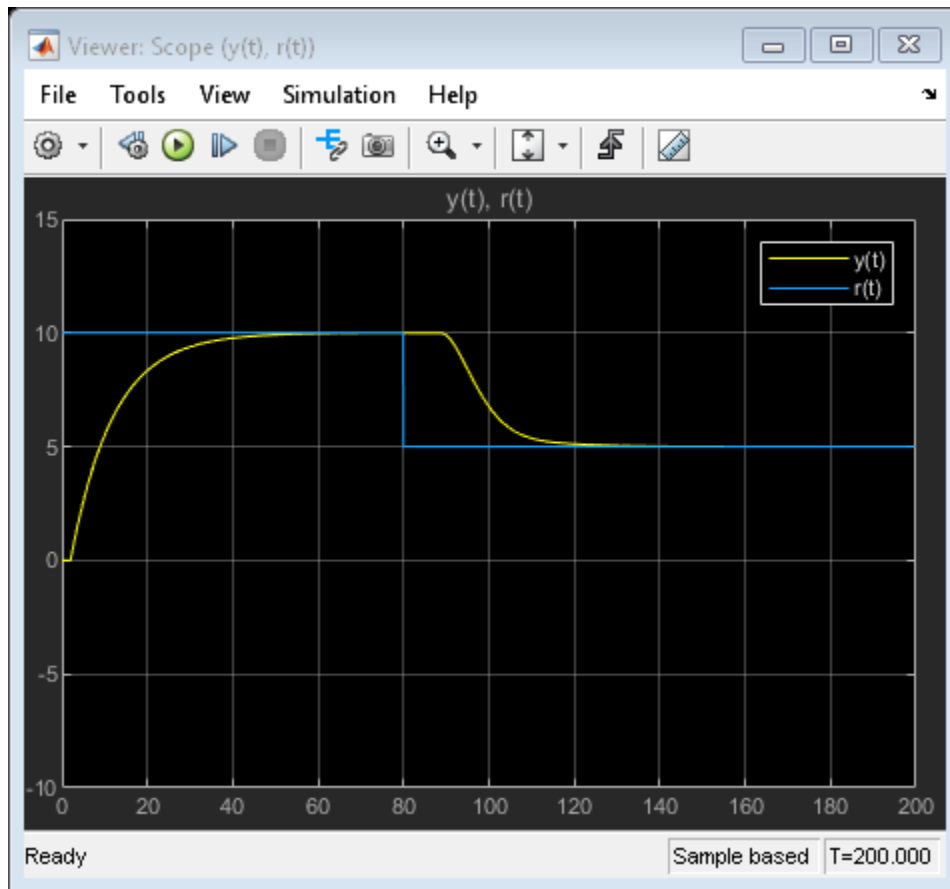 Viewer: Scope (y(t), r(t))
File Tools View Simulation Help
y(t), r(t)
15
y(t)
r(t)
10
5
0
-5
-10
0 20 40 60 80 100 120 140 160 180 200
Ready Sample based T=200.000